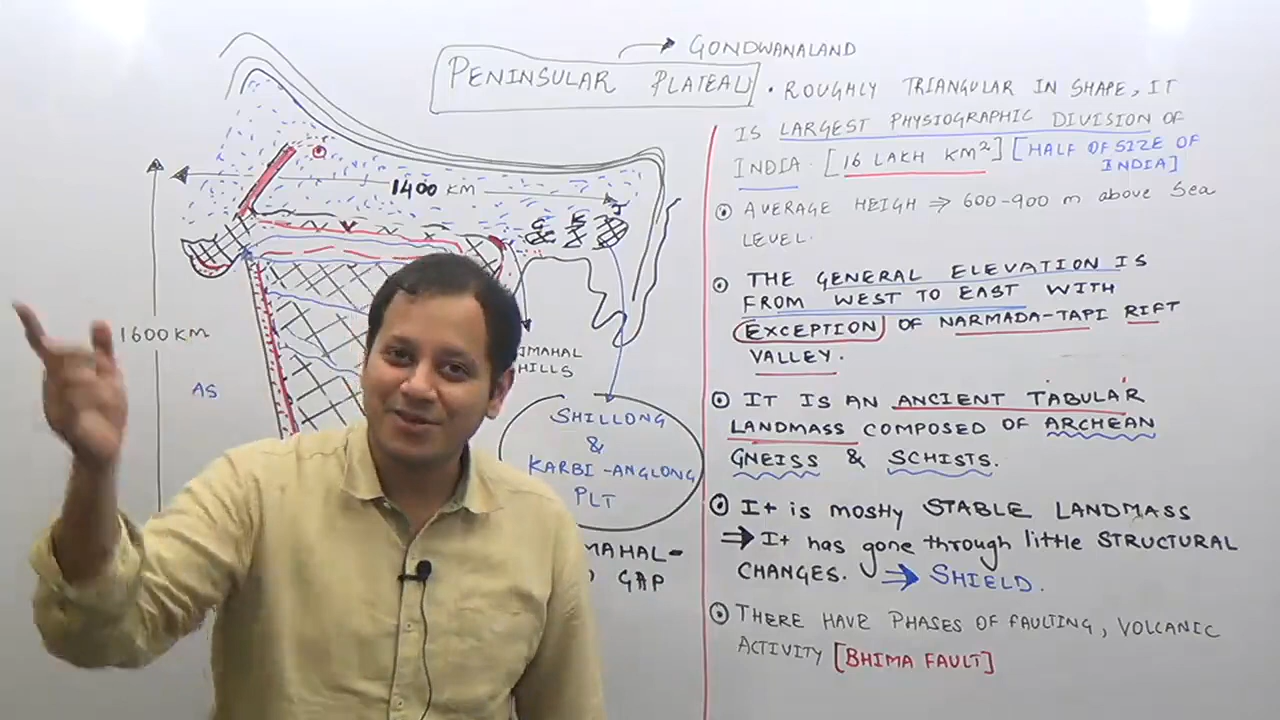 GONDWANALAND
PENINSULAR PLATEAU
• ROUGHLY TRIANGULAR IN SHAPE, IT
IS LARGEST PHYSIOGRAPHIC DIVISION OF
INDIA. [16 LAKH KM²] [HALF OF SIZE OF
INDIA]
AVERAGE HEIGH ⇒ 600-900 m above Sea
LEVEL.
THE GENERAL ELEVATION IS
FROM WEST TO EAST WITH
EXCEPTION OF NARMADA-TAPI RIFT
VALLEY.
IT IS AN ANCIENT TABULAR
LANDMASS COMPOSED OF ARCHEAN
GNEISS & SCHISTS.
It is mostly STABLE LANDMASS
⇒ It has gone through little STRUCTURAL
CHANGES. ⇒ SHIELD.
THERE HAVE PHASES OF FAULTING, VOLCANIC
ACTIVITY [BHIMA FAULT]
1400 KM
G K J
1600 KM
AS
JMAHAL
HILLS
SHILLONG
&
KARBI-ANGLONG
PLT
MAHAL-
GAP